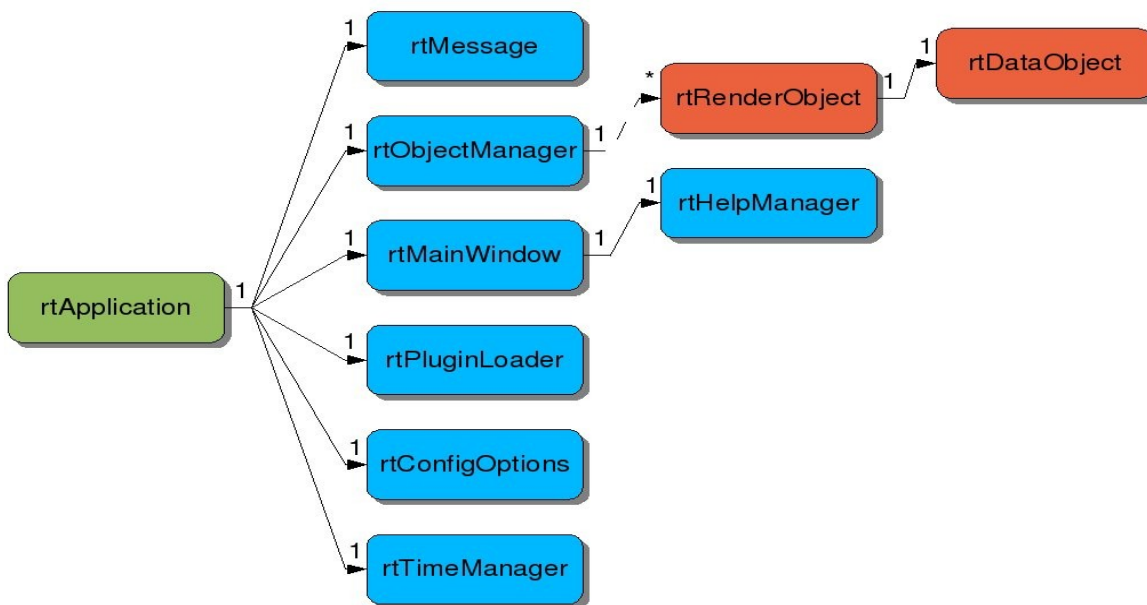 1
rtMessage
1
rtDataObject
*
rtRenderObject
1
1
rtObjectManager
1
1
rtHelpManager
1
rtMainWindow
1
rtApplication
1
1
rtPluginLoader
1
rtConfigOptions
1
rtTimeManager